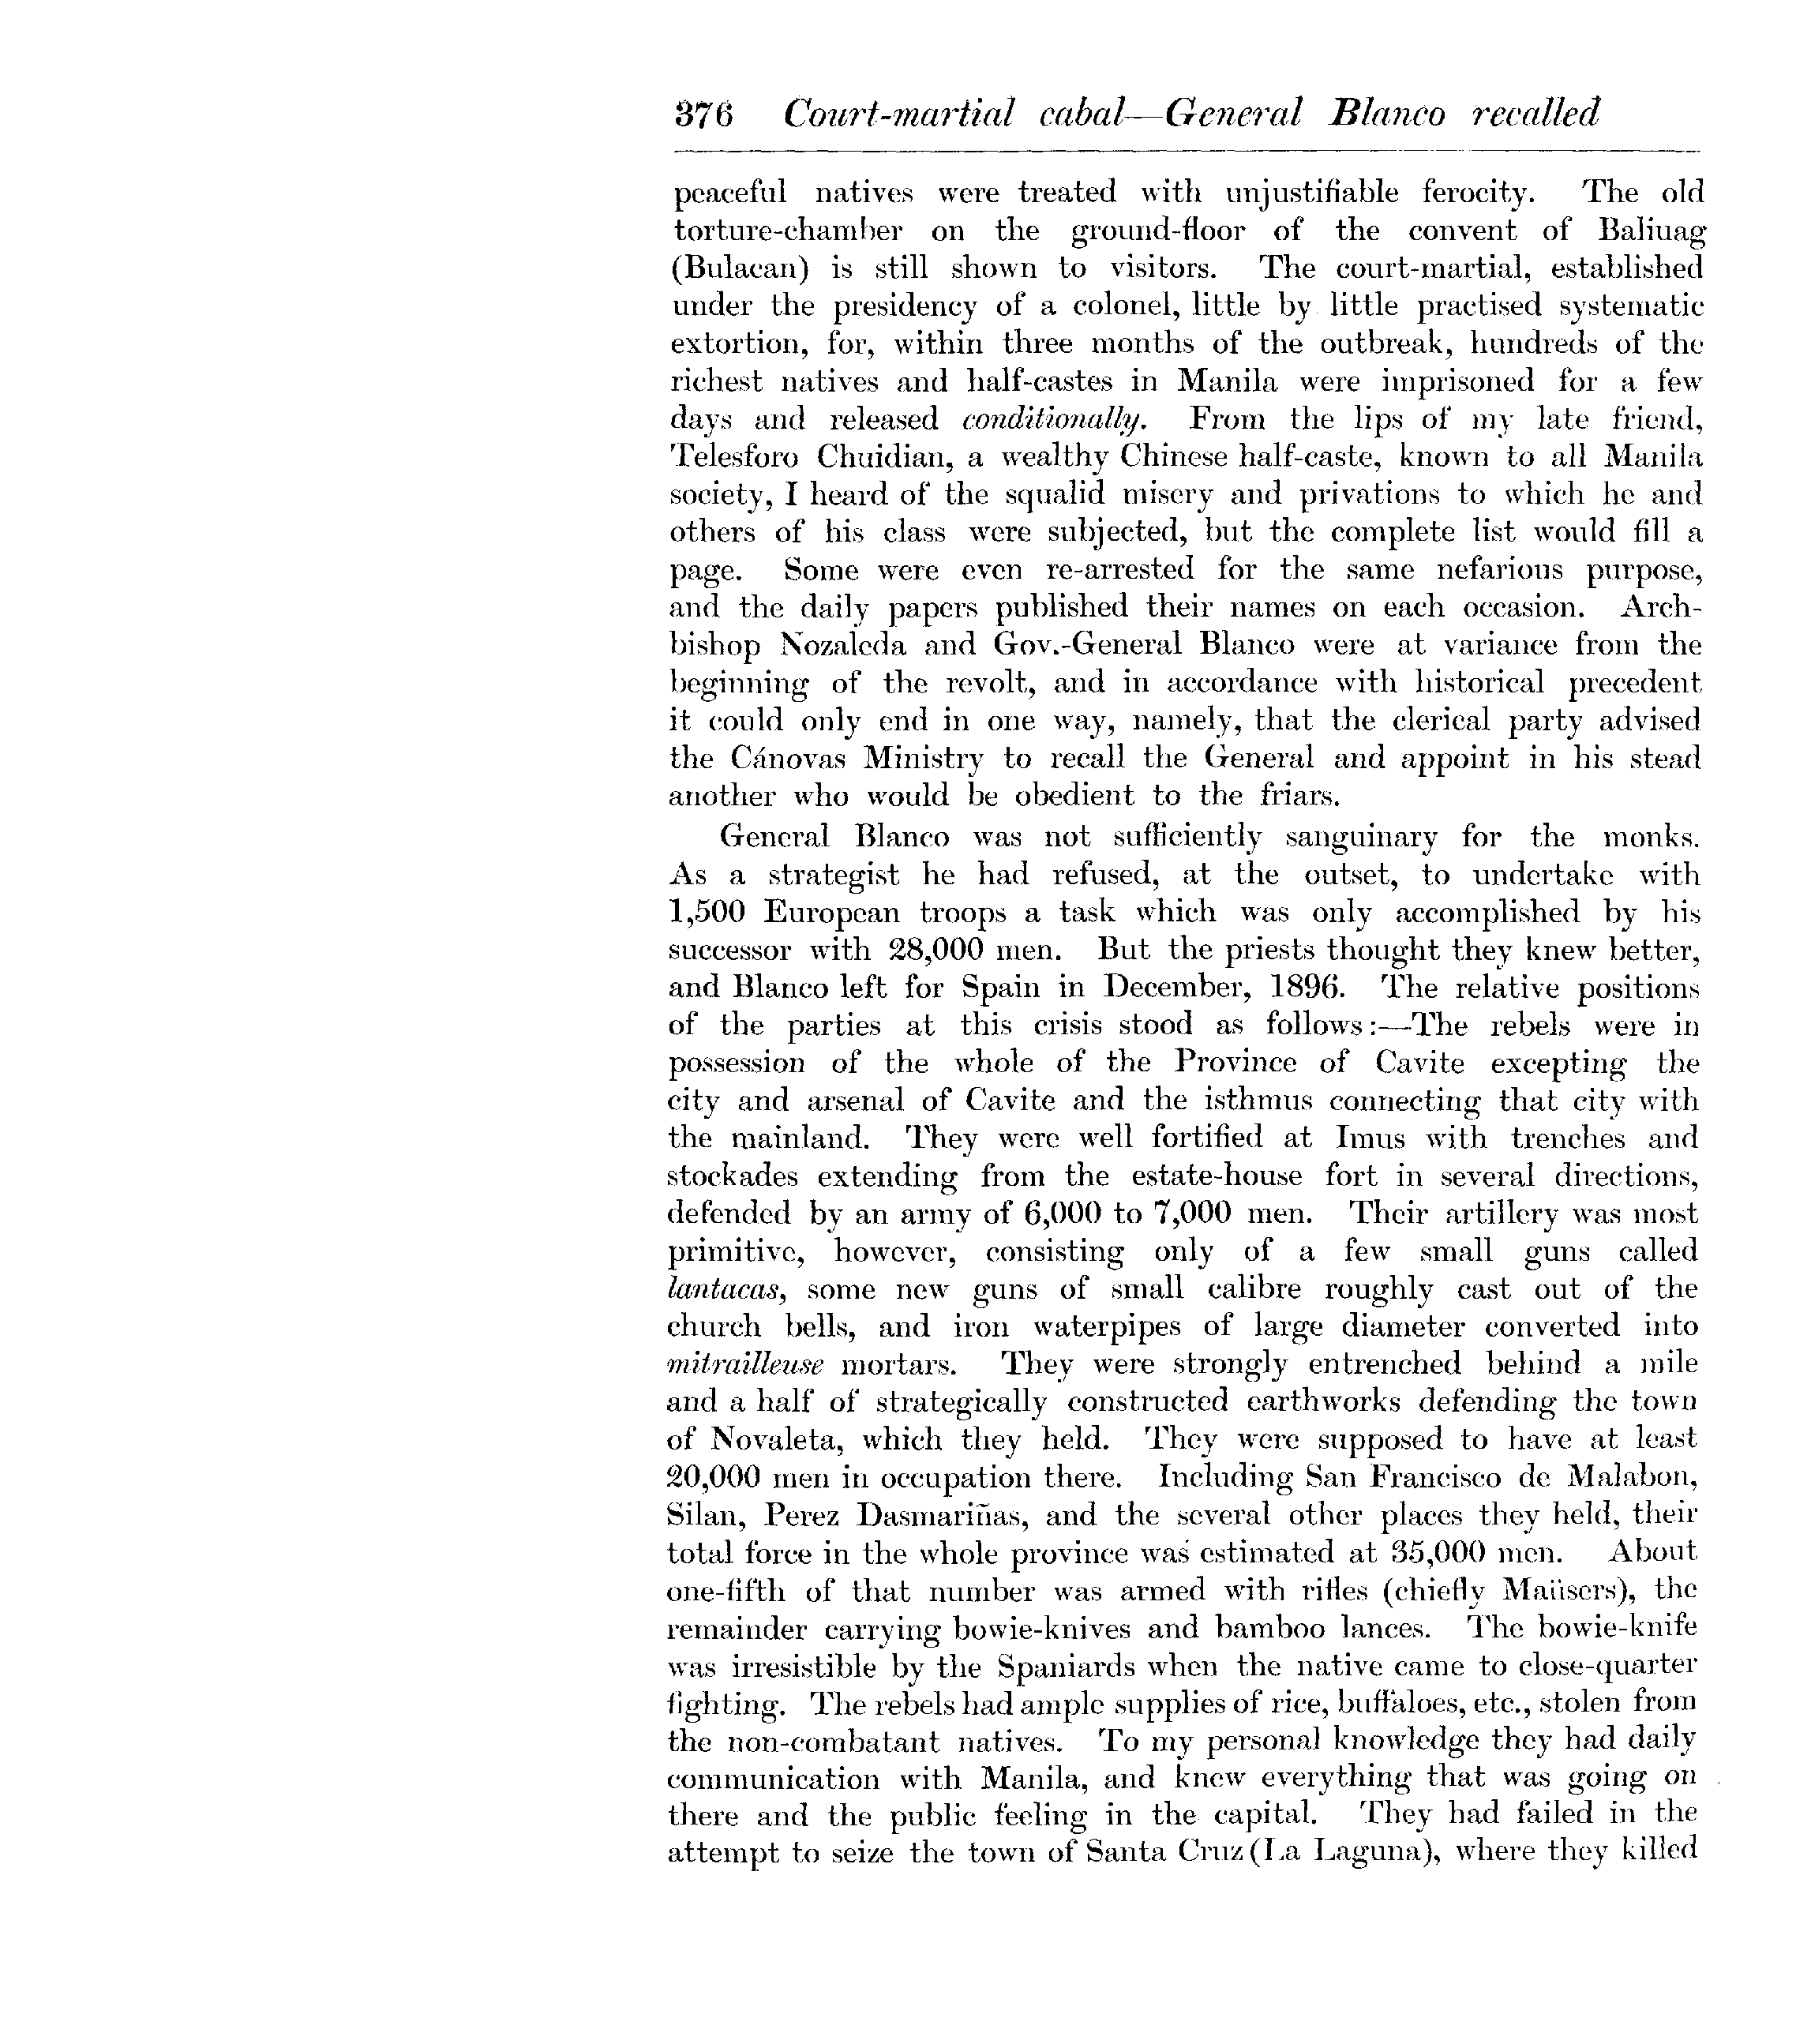 376 Court-martial cabal—General Blanco recalled
peaceful natives were treated with unjustifiable ferocity. The old
torture-chamber on the ground-floor of the convent of Baliuag
(Bulacan) is still shown to visitors. The court-martial, established
under the presidency of a colonel, little by little practised systematic
extortion, for, within three months of the outbreak, hundreds of the
richest natives and half-castes in Manila were imprisoned for a few
days and released conditionally. From the lips of my late friend,
Telesforo Chuidian, a wealthy Chinese half-caste, known to all Manila
society, I heard of the squalid misery and privations to which he and
others of his class were subjected, but the complete list would fill a
page. Some were even re-arrested for the same nefarious purpose,
and the daily papers published their names on each occasion. Arch-
bishop Nozaleda and Gov.-General Blanco were at variance from the
beginning of the revolt, and in accordance with historical precedent
it could only end in one way, namely, that the clerical party advised
the Cánovas Ministry to recall the General and appoint in his stead
another who would be obedient to the friars.
General Blanco was not sufficiently sanguinary for the monks.
As a strategist he had refused, at the outset, to undertake with
1,500 European troops a task which was only accomplished by his
successor with 28,000 men. But the priests thought they knew better,
and Blanco left for Spain in December, 1896. The relative positions
of the parties at this crisis stood as follows:—The rebels were in
possession of the whole of the Province of Cavite excepting the
city and arsenal of Cavite and the isthmus connecting that city with
the mainland. They were well fortified at Imus with trenches and
stockades extending from the estate-house fort in several directions,
defended by an army of 6,000 to 7,000 men. Their artillery was most
primitive, however, consisting only of a few small guns called
lantacas, some new guns of small calibre roughly cast out of the
church bells, and iron waterpipes of large diameter converted into
mitrailleuse mortars. They were strongly entrenched behind a mile
and a half of strategically constructed earthworks defending the town
of Novaleta, which they held. They were supposed to have at least
20,000 men in occupation there. Including San Francisco de Malabon,
Silan, Perez Dasmariñas, and the several other places they held, their
total force in the whole province was estimated at 35,000 men. About
one-fifth of that number was armed with rifles (chiefly Maüsers), the
remainder carrying bowie-knives and bamboo lances. The bowie-knife
was irresistible by the Spaniards when the native came to close-quarter
fighting. The rebels had ample supplies of rice, buffaloes, etc., stolen from
the non-combatant natives. To my personal knowledge they had daily
communication with Manila, and knew everything that was going on
there and the public feeling in the capital. They had failed in the
attempt to seize the town of Santa Cruz (La Laguna), where they killed